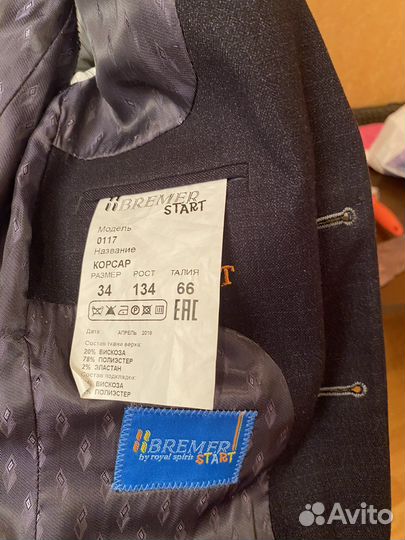 BREMER
START
Модель
0117
Название
КОРСАР
РАЗМЕР РОСТ ТАЛИЯ
34 134 66
EAC
Дата: АПРЕЛЬ 2019
Состав ткани верха:
20% ВИСКОЗА
78% ПОЛИЭСТЕР
2% ЭЛАСТАН
Состав подкладки:
ВИСКОЗА
ПОЛИЭСТЕР
T
BREMER
by royal spirit START
Avito